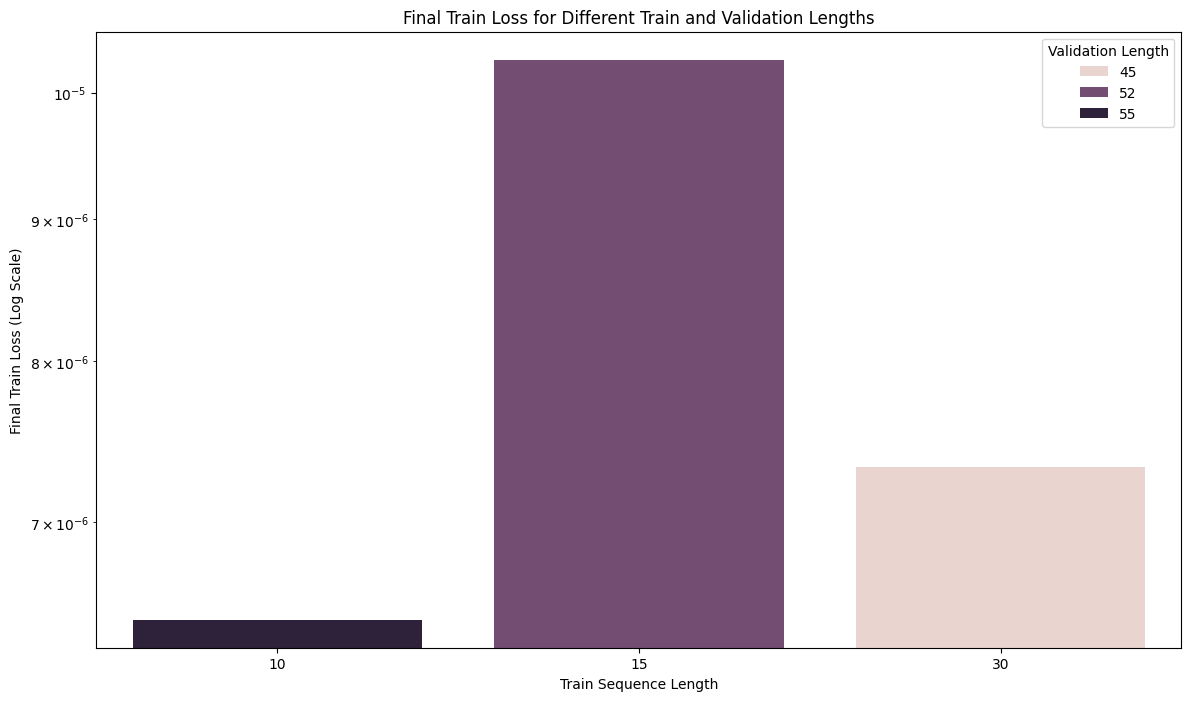 Final Train Loss for Different Train and Validation Lengths
Validation Length
45
52
55
Final Train Loss (Log Scale)
10⁻⁵
9 × 10⁻⁶
8 × 10⁻⁶
7 × 10⁻⁶
10 15 30
Train Sequence Length